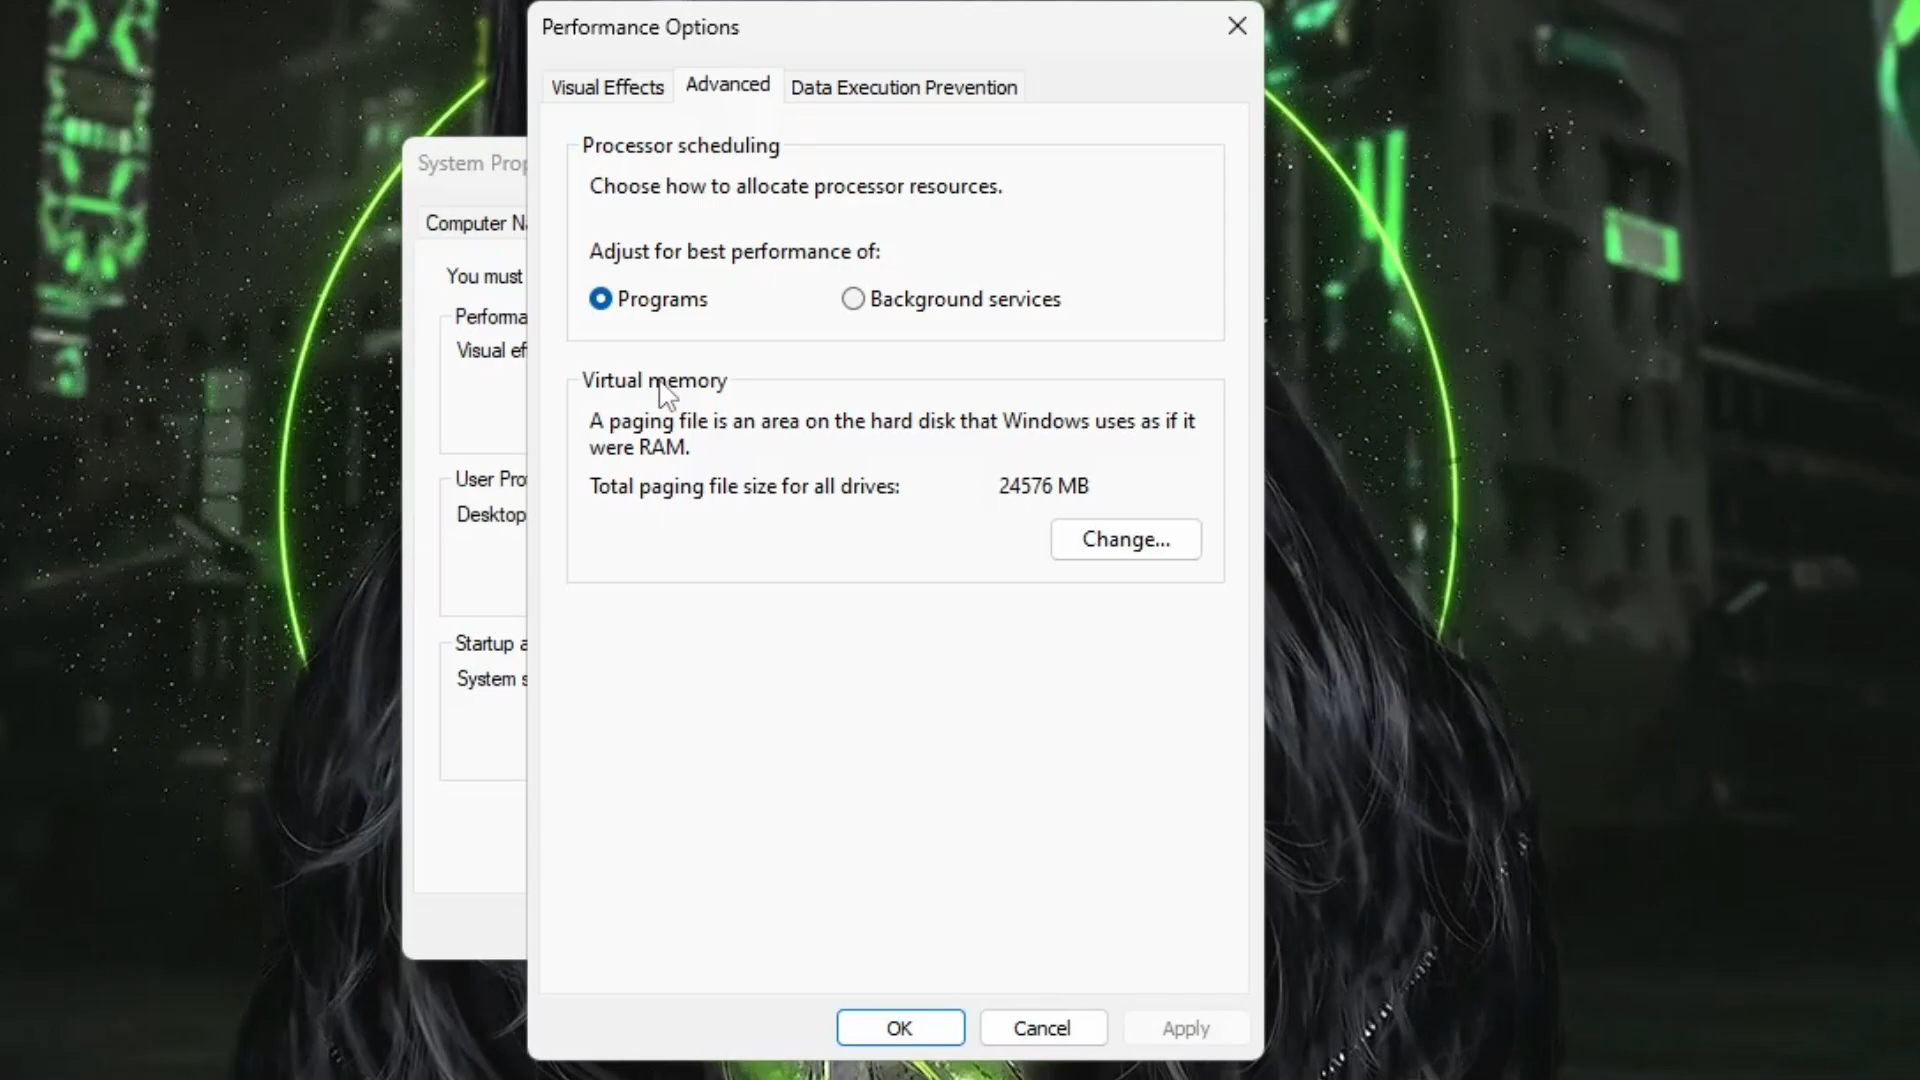 Performance Options
Visual Effects
Advanced
Data Execution Prevention
Processor scheduling
Choose how to allocate processor resources.
Adjust for best performance of:
Programs
Background services
Virtual memory
A paging file is an area on the hard disk that Windows uses as if it
were RAM.
Total paging file size for all drives:
24576 MB
Change...
OK
Cancel
Apply
System Prop
Computer Na
You must
Performa
Visual ef
User Pro
Desktop
Startup a
System s